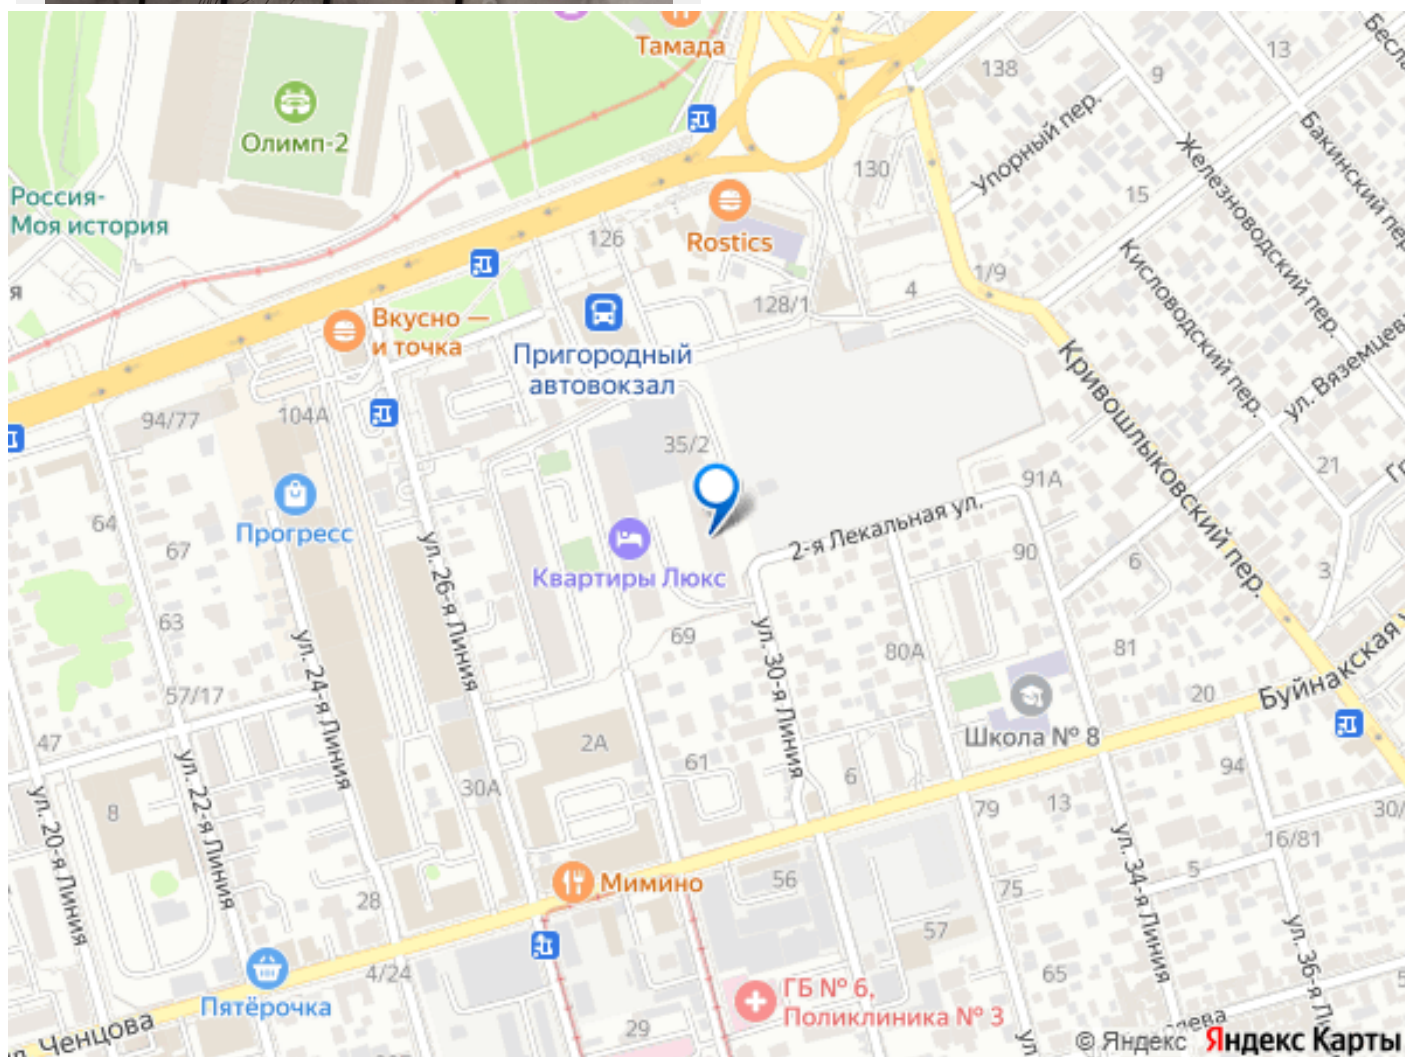 Тамада
138
13
9
Бесла
Олимп-2
Упорный пер.
Бакинский пер.
Железноводский пер.
130
15
Россия-
Моя история
126
Rostics
Кисловодский пер.
1/9
я
4
128/1
Вкусно —
и точка
Пригородный
автовокзал
Кривошлыковский пер.
ул. Вяземцева
94/77
104А
35/2
21
91А
Гр
64
Прогресс
67
ул. 26-я Линия
2-я Лекальная ул.
90
6
3
Квартиры Люкс
63
69
ул. 24-я Линия
ул. 30-я Линия
80А
81
57/17
20
Буйнакская у
47
2А
Школа № 8
61
6
94
ул. 20-я Линия
8
ул. 22-я Линия
30А
79
13
30/
16/81
Мимино
56
75
5
ул. 34-я Линия
28
57
ул. 36-я Л
4/24
65
Пятёрочка
ГБ № 6,
Поликлиника № 3
л. Ченцова
29
ул
© Яндекс Яндекс Карты